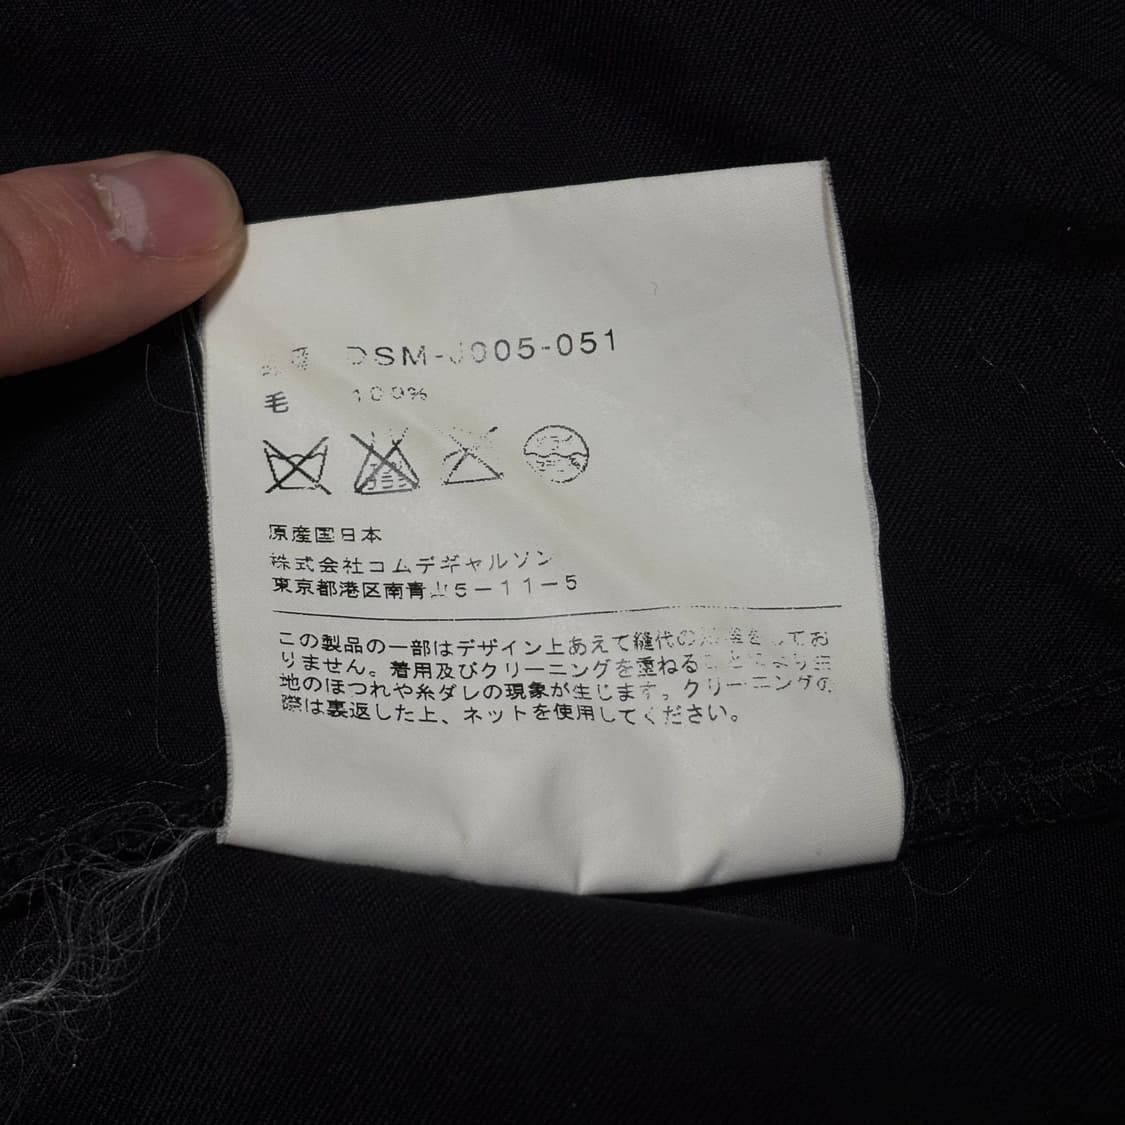 品番 DSM-J005-051
毛 100%
原産国日本
株式会社コムデギャルソン
東京都港区南青山5-11-5
この製品の一部はデザイン上あえて縫代の処理をしてお
りません。着用及びクリーニングを重ねることにより生
地のほつれや糸ダレの現象が生じます。クリーニングの
際は裏返した上、ネットを使用してください。